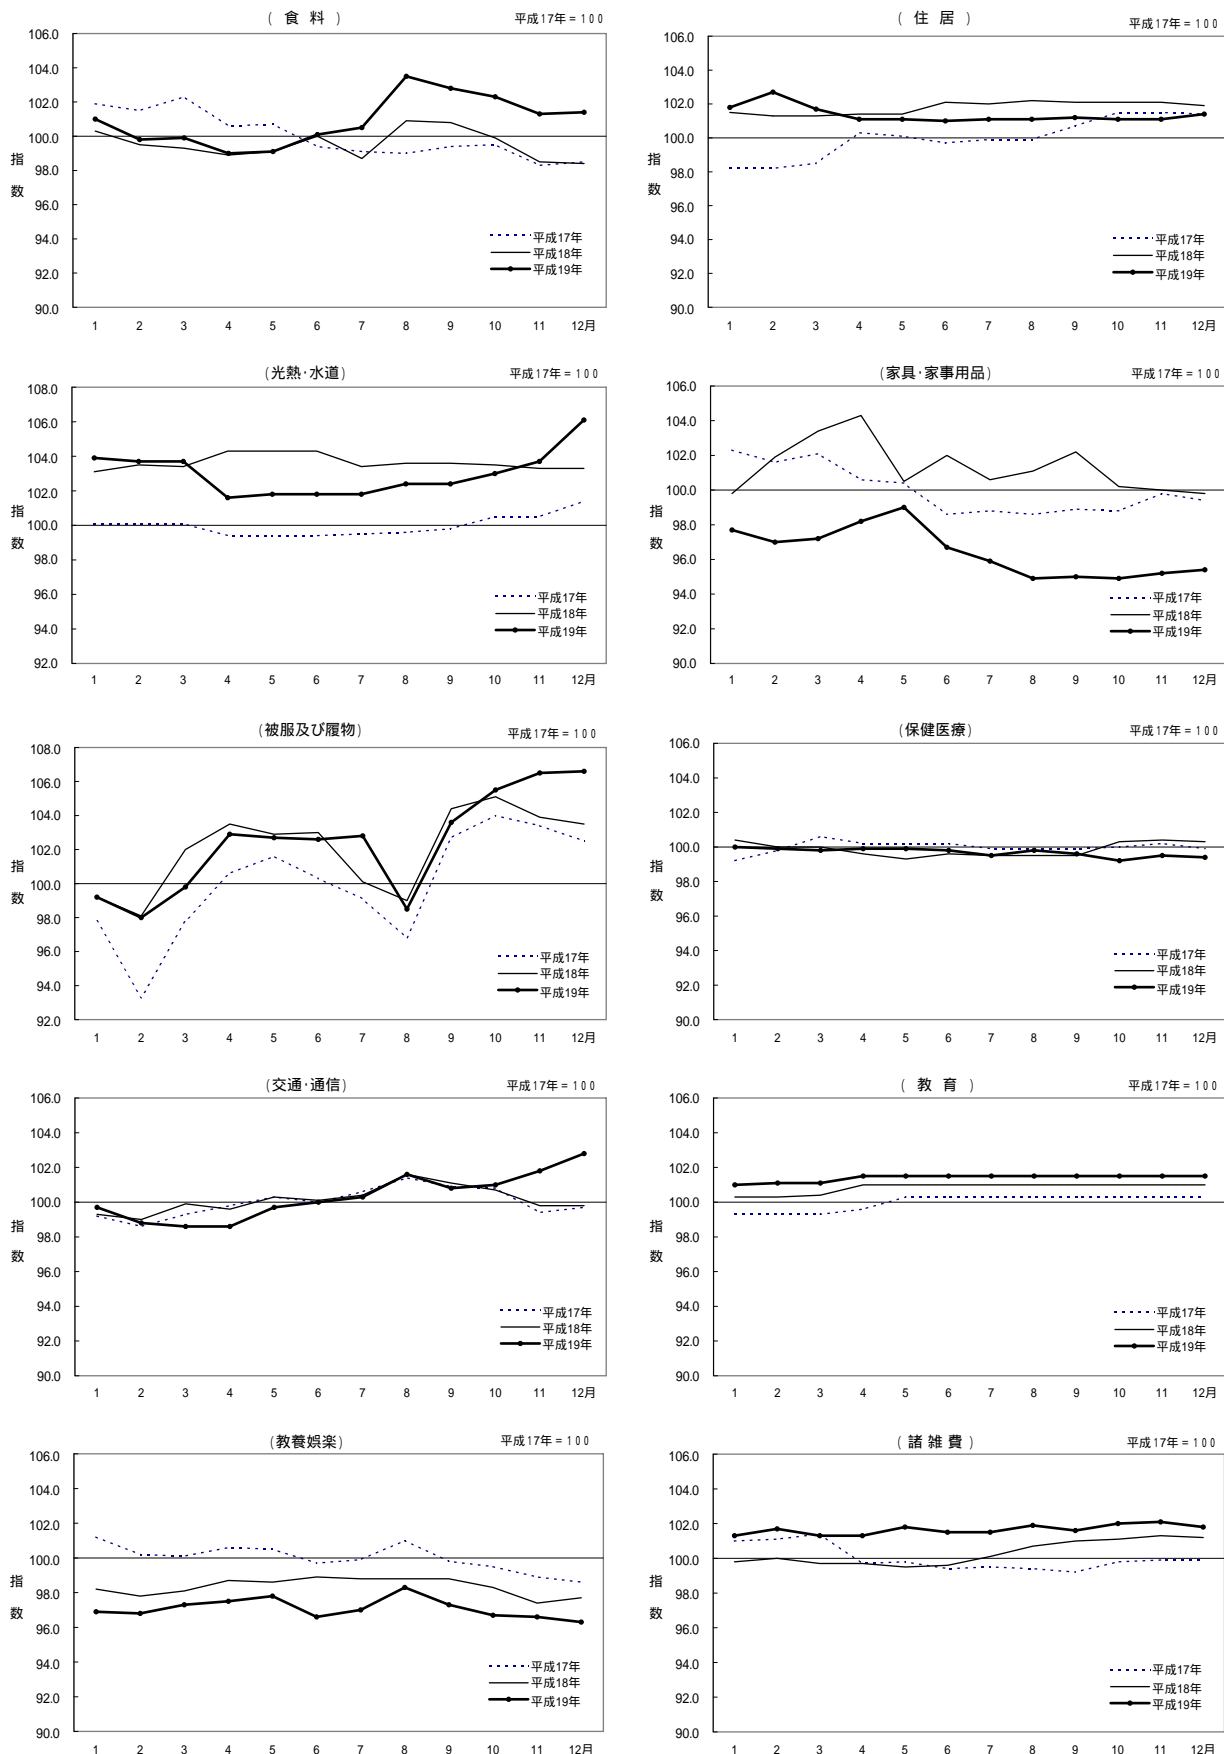 ( 食 料 )
平成17年=100
106.0
104.0
102.0
100.0
98.0
96.0
94.0
92.0
90.0
指
数
平成17年
平成18年
平成19年
1 2 3 4 5 6 7 8 9 10 11 12月
( 住 居 )
平成17年=100
106.0
104.0
102.0
100.0
98.0
96.0
94.0
92.0
90.0
指
数
平成17年
平成18年
平成19年
1 2 3 4 5 6 7 8 9 10 11 12月
(光熱・水道)
平成17年=100
108.0
106.0
104.0
102.0
100.0
98.0
96.0
94.0
92.0
指
数
平成17年
平成18年
平成19年
1 2 3 4 5 6 7 8 9 10 11 12月
(家具・家事用品)
平成17年=100
106.0
104.0
102.0
100.0
98.0
96.0
94.0
92.0
90.0
指
数
平成17年
平成18年
平成19年
1 2 3 4 5 6 7 8 9 10 11 12月
(被服及び履物)
平成17年=100
108.0
106.0
104.0
102.0
100.0
98.0
96.0
94.0
92.0
指
数
平成17年
平成18年
平成19年
1 2 3 4 5 6 7 8 9 10 11 12月
(保健医療)
平成17年=100
106.0
104.0
102.0
100.0
98.0
96.0
94.0
92.0
90.0
指
数
平成17年
平成18年
平成19年
1 2 3 4 5 6 7 8 9 10 11 12月
(交通・通信)
平成17年=100
106.0
104.0
102.0
100.0
98.0
96.0
94.0
92.0
90.0
指
数
平成17年
平成18年
平成19年
1 2 3 4 5 6 7 8 9 10 11 12月
( 教 育 )
平成17年=100
106.0
104.0
102.0
100.0
98.0
96.0
94.0
92.0
90.0
指
数
平成17年
平成18年
平成19年
1 2 3 4 5 6 7 8 9 10 11 12月
(教養娯楽)
平成17年=100
106.0
104.0
102.0
100.0
98.0
96.0
94.0
92.0
90.0
指
数
平成17年
平成18年
平成19年
1 2 3 4 5 6 7 8 9 10 11 12月
( 諸 雑 費 )
平成17年=100
106.0
104.0
102.0
100.0
98.0
96.0
94.0
92.0
90.0
指
数
平成17年
平成18年
平成19年
1 2 3 4 5 6 7 8 9 10 11 12月